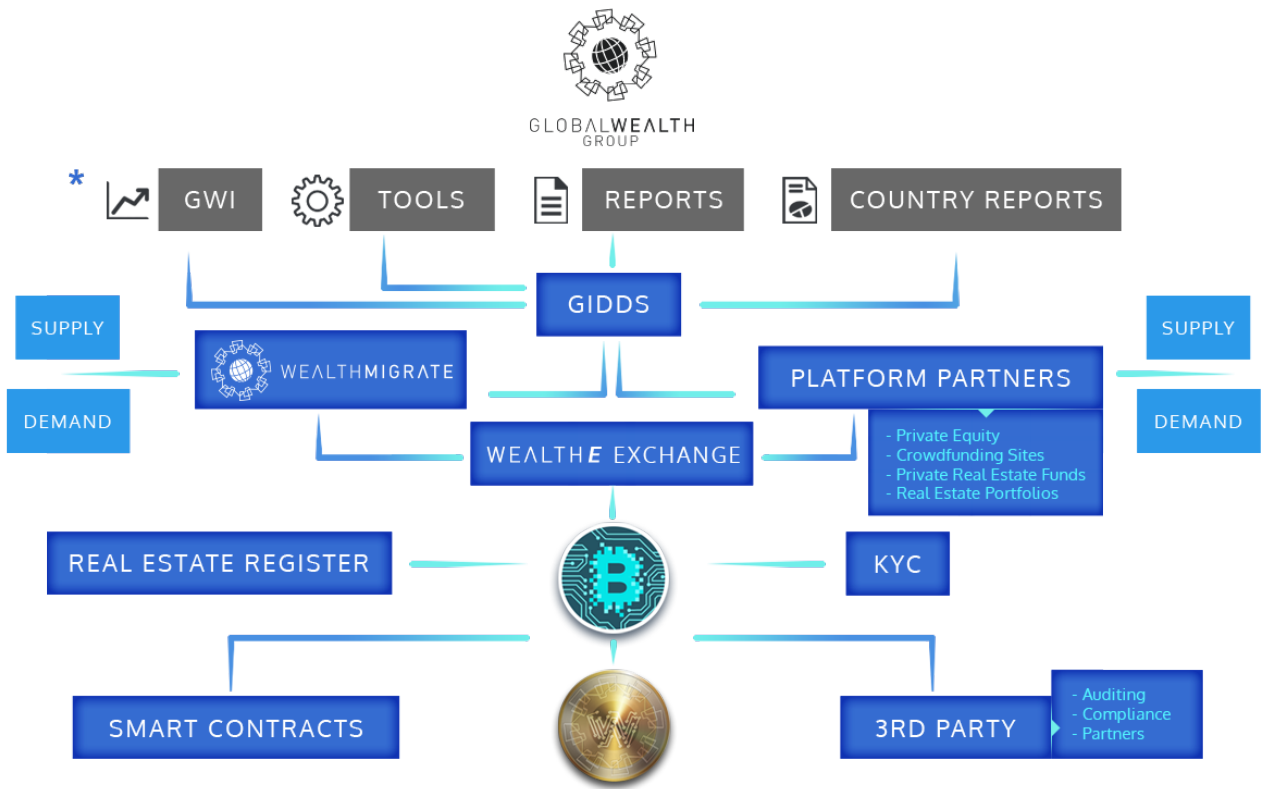 GLOBALWEALTH
GROUP
*
GWI
TOOLS
REPORTS
COUNTRY REPORTS
GIDDS
SUPPLY
DEMAND
WEALTHMIGRATE
PLATFORM PARTNERS
SUPPLY
DEMAND
- Private Equity
- Crowdfunding Sites
- Private Real Estate Funds
- Real Estate Portfolios
WEALTHE EXCHANGE
REAL ESTATE REGISTER
B
KYC
SMART CONTRACTS
W
3RD PARTY
- Auditing
- Compliance
- Partners